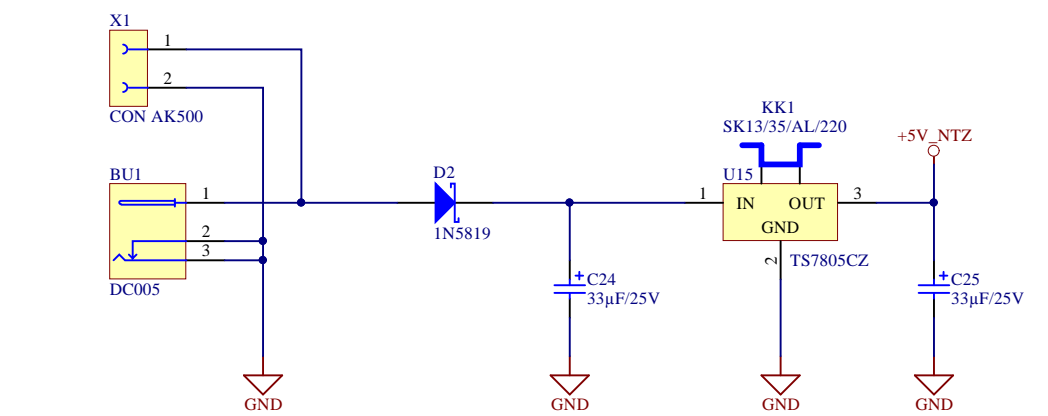 X1
1
2
CON AK500
BU1
1
2
3
DC005
D2
1N5819
C24
33µF/25V
KK1
SK13/35/AL/220
U15
1
IN
OUT
3
GND
2
TS7805CZ
+5V_NTZ
C25
33µF/25V
GND
GND
GND
GND